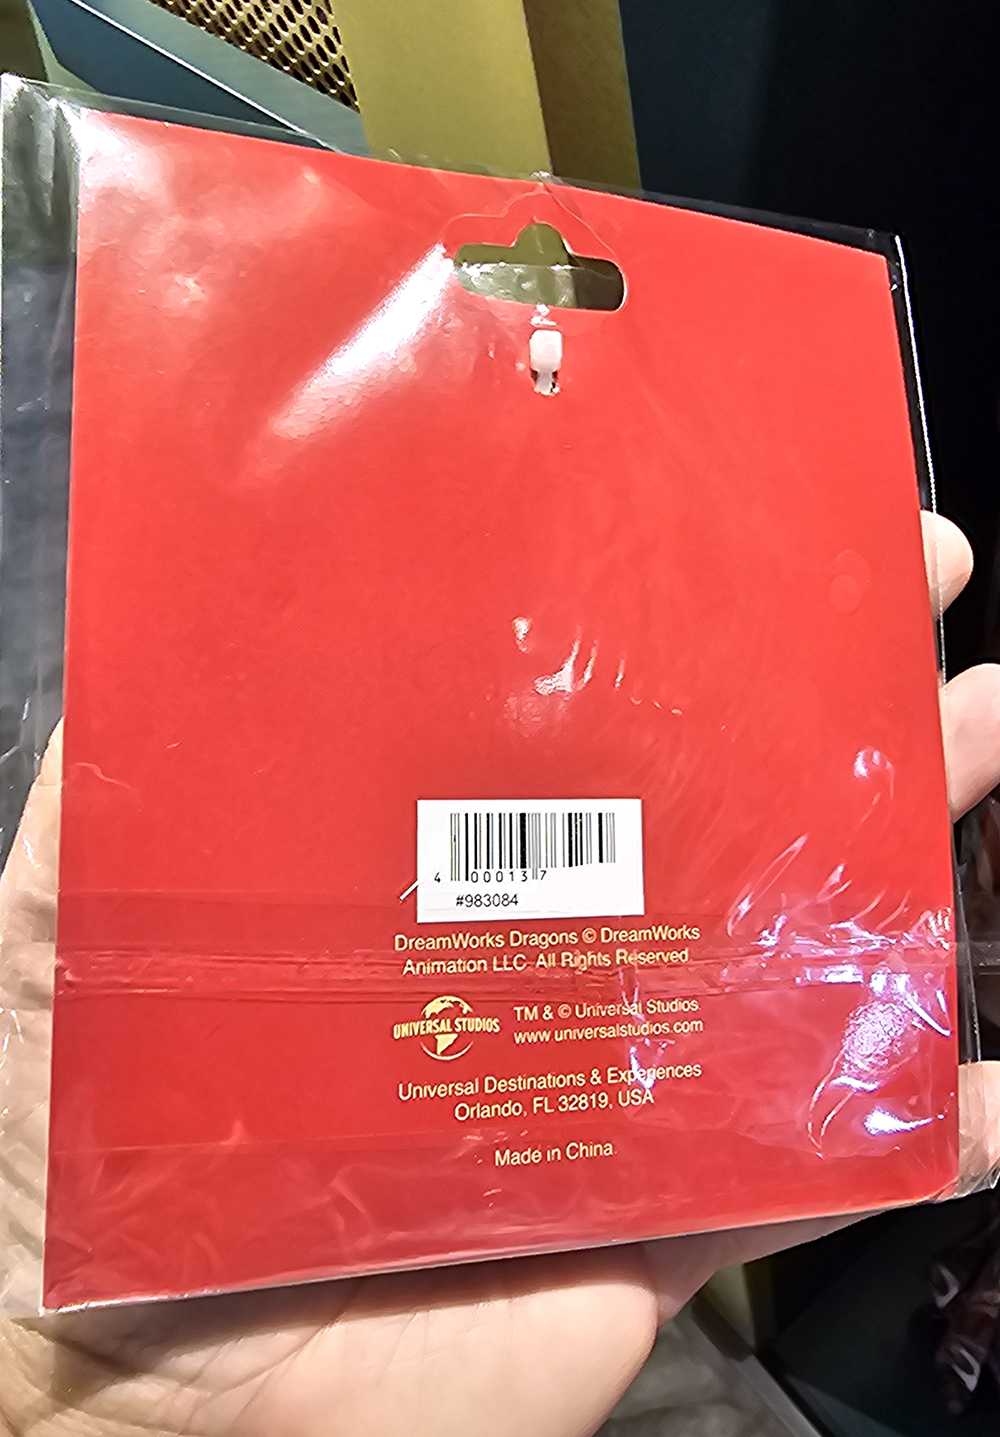 4 000137
#983084
DreamWorks Dragons © DreamWorks
Animation LLC. All Rights Reserved
UNIVERSAL STUDIOS
TM & © Universal Studios
www.universalstudios.com
Universal Destinations & Experiences
Orlando, FL 32819, USA
Made in China